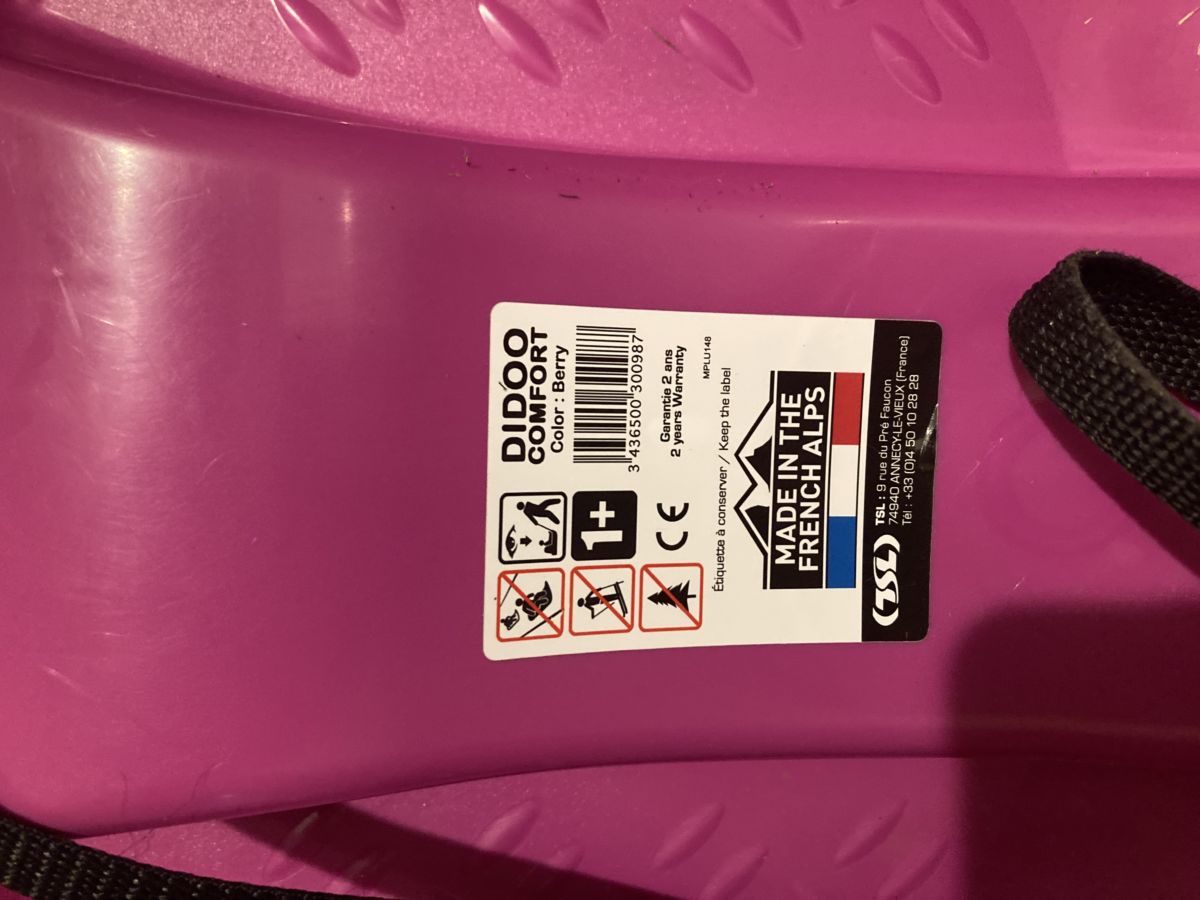 DIDOO
COMFORT
Color : Berry
3 436500 300987
Garantie 2 ans
2 years Warranty
MPLU148
1+
CE
Étiquette à conserver / Keep the label
MADE IN THE
FRENCH ALPS
TSL
TSL : 9 rue du Pré Faucon
74940 ANNECY-LE-VIEUX (France)
Tél : +33 (0)4 50 10 28 28